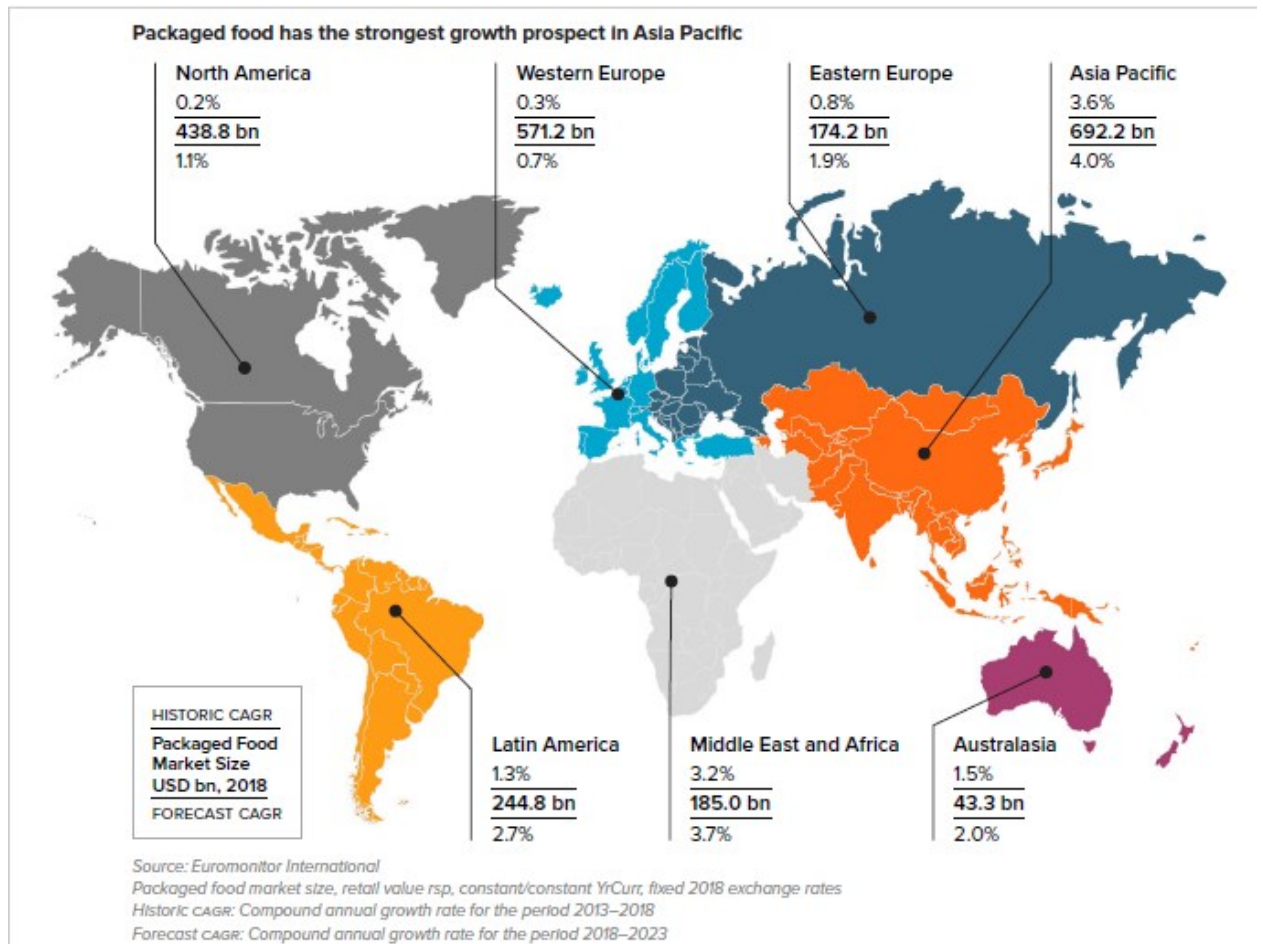 Packaged food has the strongest growth prospect in Asia Pacific
North America
0.2%
438.8 bn
1.1%
Western Europe
0.3%
571.2 bn
0.7%
Eastern Europe
0.8%
174.2 bn
1.9%
Asia Pacific
3.6%
692.2 bn
4.0%
HISTORIC CAGR
Packaged Food
Market Size
USD bn, 2018
FORECAST CAGR
Latin America
1.3%
244.8 bn
2.7%
Middle East and Africa
3.2%
185.0 bn
3.7%
Australasia
1.5%
43.3 bn
2.0%
Source: Euromonitor International
Packaged food market size, retail value rsp, constant/constant YrCurr, fixed 2018 exchange rates
Historic CAGR: Compound annual growth rate for the period 2013–2018
Forecast CAGR: Compound annual growth rate for the period 2018–2023